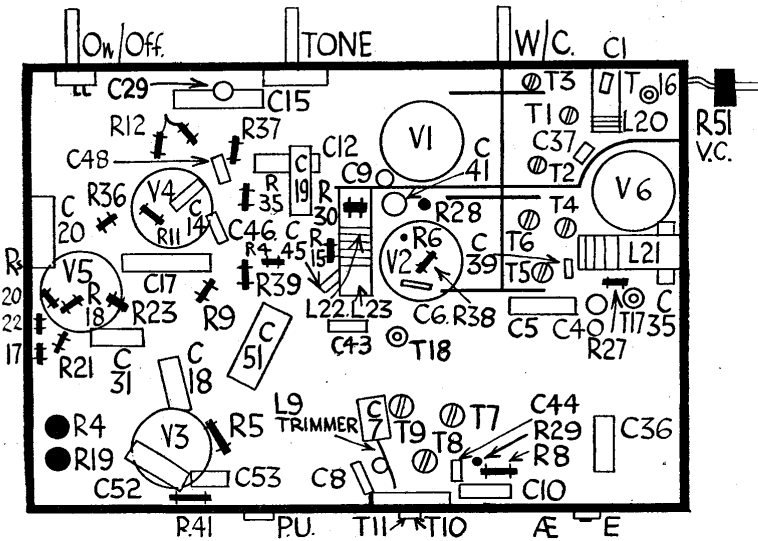 On/Off. TONE W/C. C1
C29 C15 T3 T 16
R12 R37 V1 T1 L20 R51
C48 C12 C 41 C37 V.C.
C9 T2
R36 V4 R 35 C 19 R 30 R28 T4 V6
C 20 R11 C 14 C46 C 45 R 15 R6 C 39 T6 L21
Rs V5 C17 R4 R39 V2 T5
20 R 18 R23 R9 L22 L23 C6 R38 C5 C4 T17 C 35
22 C43 T18 R27
17 R21 C 31 C 18 C 51
L9 C 7 C44
R4 V3 R5 TRIMMER T9 T7 R29 C36
R19 T8 R8
C52 C53 C8 C10
R.41 P.U. T11 T10 Æ E